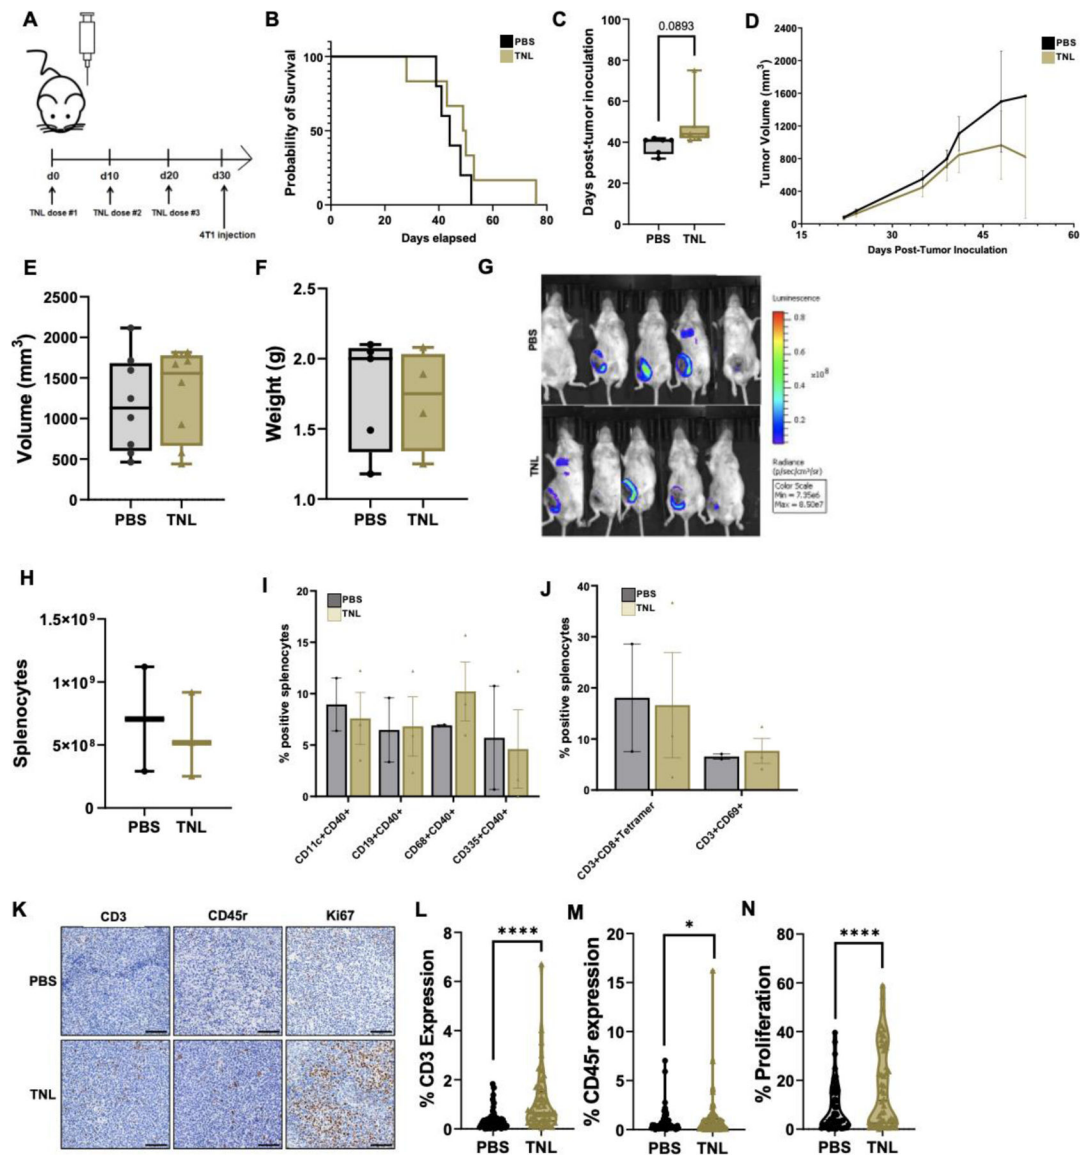 A
d0
d10
d20
d30
TNL dose #1
TNL dose #2
TNL dose #3
4T1 injection
B
Probability of Survival
100
50
0
0
20
40
60
80
Days elapsed
PBS
TNL
C
Days post-tumor inoculation
100
80
60
40
20
0
0.0893
PBS
TNL
D
PBS
TNL
Tumor Volume (mm³)
2400
2000
1600
1200
800
400
0
15
30
45
60
Days Post-Tumor Inoculation
E
Volume (mm³)
2500
2000
1500
1000
500
0
PBS
TNL
F
Weight (g)
2.5
2.0
1.5
1.0
PBS
TNL
G
PBS
TNL
Luminescence
0.8
0.6
0.4
0.2
x10⁸
Radiance
(p/sec/cm²/sr)
Color Scale
Min = 7.35e6
Max = 8.50e7
H
Splenocytes
1.5×10⁹
1×10⁹
5×10⁸
0
PBS
TNL
I
% positive splenocytes
20
15
10
5
0
PBS
TNL
CD11c+CD40+
CD19+CD40+
CD68+CD40+
CD335+CD40+
J
% positive splenocytes
40
30
20
10
0
PBS
TNL
CD3+CD8+Tetramer
CD3+CD69+
K
CD3
CD45r
Ki67
PBS
TNL
L
% CD3 Expression
8
6
4
2
0
****
PBS
TNL
M
% CD45r expression
20
15
10
5
0
*
PBS
TNL
N
% Proliferation
80
60
40
20
0
****
PBS
TNL